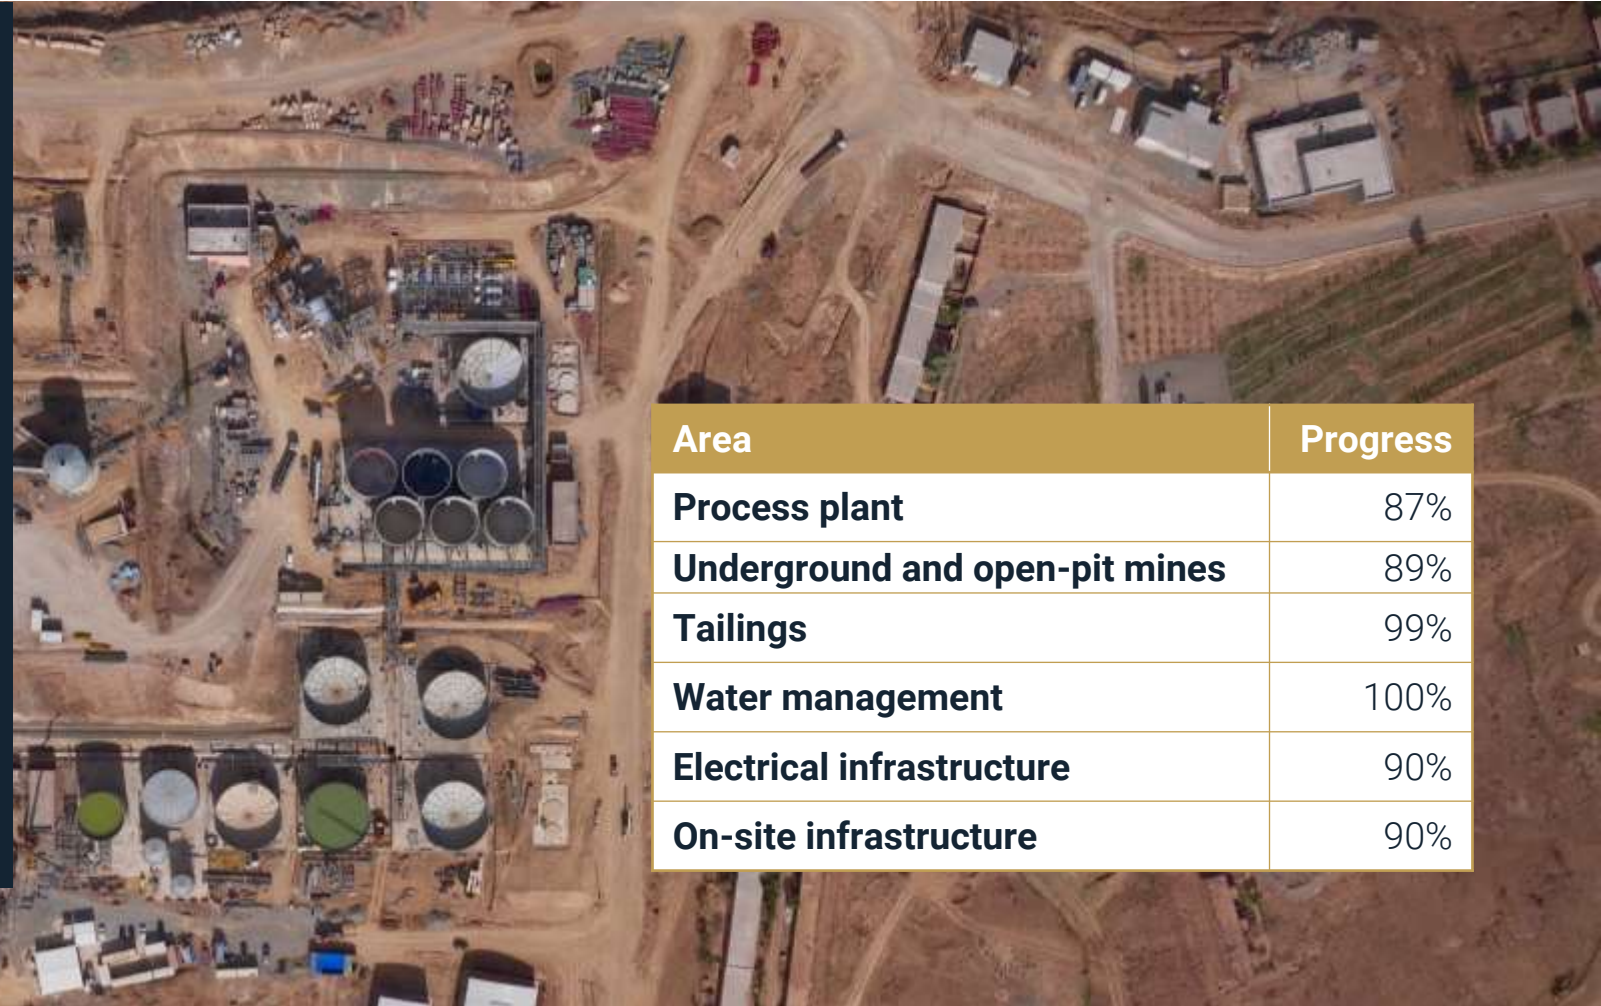 Area Progress
Process plant 87%
Underground and open-pit mines 89%
Tailings 99%
Water management 100%
Electrical infrastructure 90%
On-site infrastructure 90%